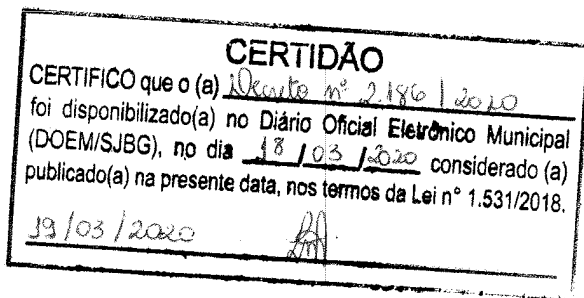 CERTIDÃO
CERTIFICO que o (a) Decreto nº 2.186 / 2020
foi disponibilizado(a) no Diário Oficial Eletrônico Municipal
(DOEM/SJBG), no dia 18 / 03 / 2020 considerado (a)
publicado(a) na presente data, nos termos da Lei n° 1.531/2018.
19 / 03 / 2020